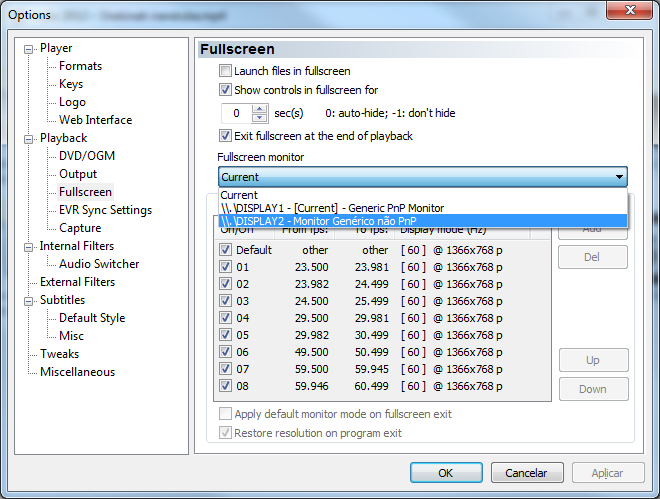 Options
Player
Formats
Keys
Logo
Web Interface
Playback
DVD/OGM
Output
Fullscreen
EVR Sync Settings
Capture
Internal Filters
Audio Switcher
External Filters
Subtitles
Default Style
Misc
Tweaks
Miscellaneous
Fullscreen
Launch files in fullscreen
Show controls in fullscreen for
0 sec(s) 0: auto-hide; -1: don't hide
Exit fullscreen at the end of playback
Fullscreen monitor
Current
Current
\\.\DISPLAY1 - [Current] - Generic PnP Monitor
\\.\DISPLAY2 - Monitor Genérico não PnP
On/Off From fps: To fps: Display mode (Hz) Add
Default other other [ 60 ] @ 1366x768 p
01 23.500 23.981 [ 60 ] @ 1366x768 p
02 23.982 24.499 [ 60 ] @ 1366x768 p
03 24.500 25.499 [ 60 ] @ 1366x768 p
04 29.500 29.981 [ 60 ] @ 1366x768 p
05 29.982 30.499 [ 60 ] @ 1366x768 p
06 49.500 50.499 [ 60 ] @ 1366x768 p
07 59.500 59.945 [ 60 ] @ 1366x768 p
08 59.946 60.499 [ 60 ] @ 1366x768 p
Del
Up
Down
Apply default monitor mode on fullscreen exit
Restore resolution on program exit
OK Cancelar Aplicar